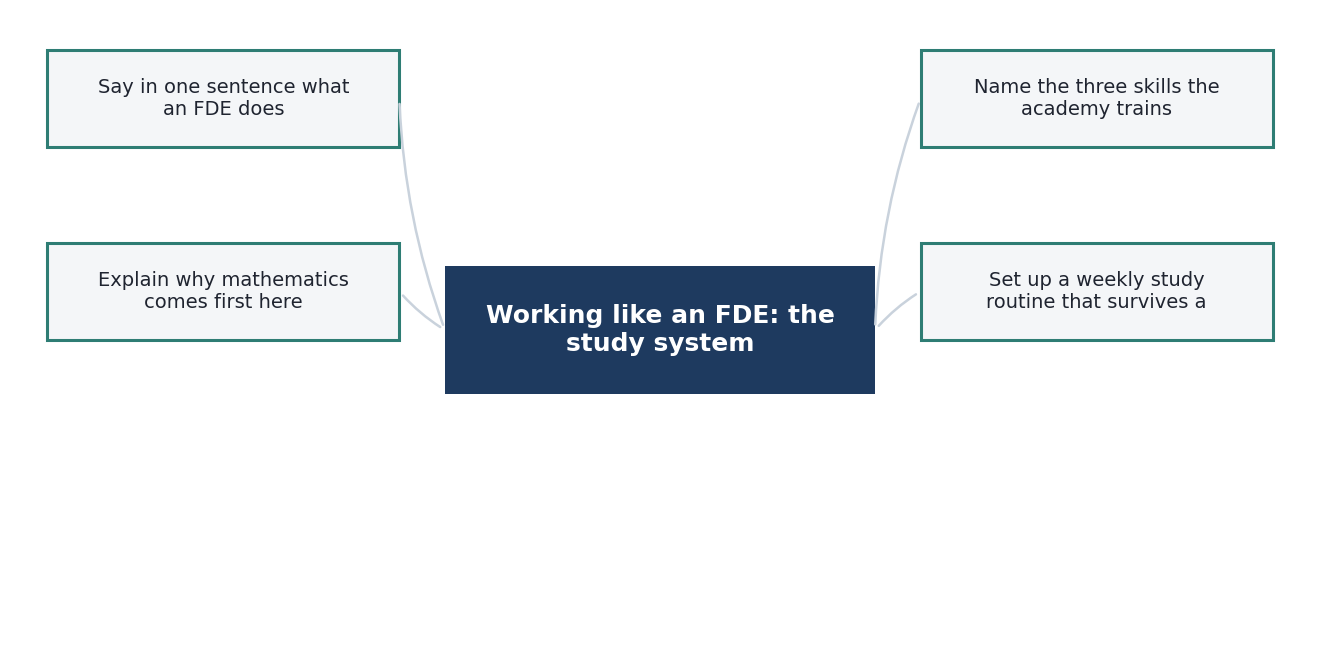 Say in one sentence what
an FDE does
Name the three skills the
academy trains
Explain why mathematics
comes first here
Set up a weekly study
routine that survives a
Working like an FDE: the
study system